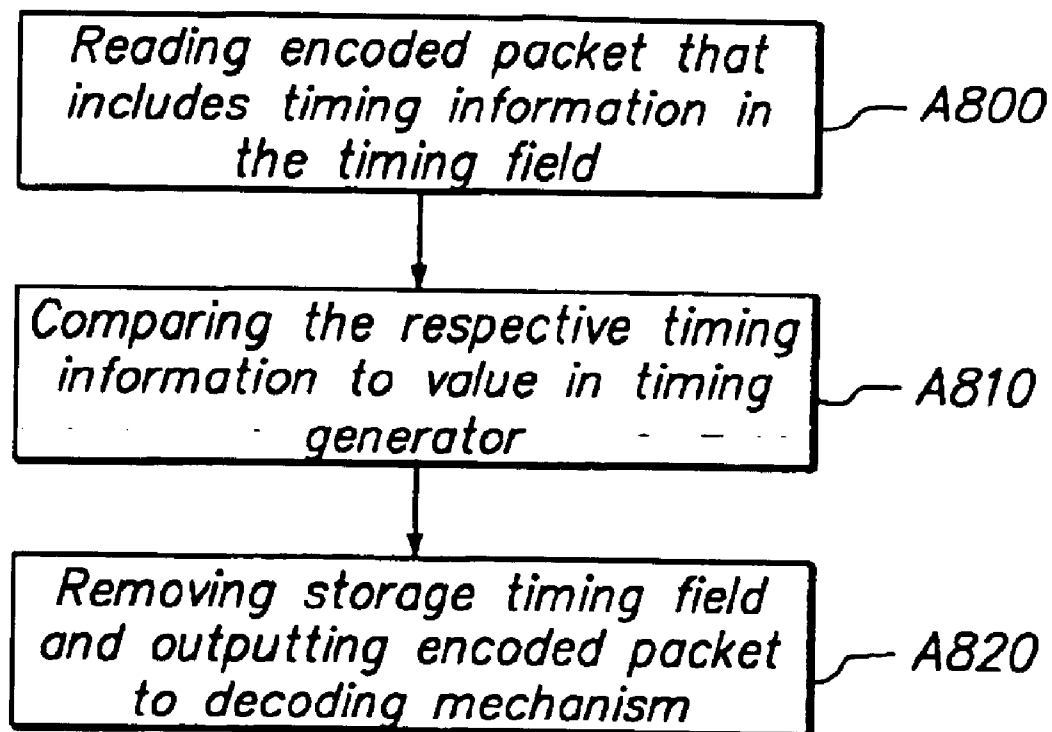 Reading encoded packet that
includes timing information in
the timing field
A800
Comparing the respective timing
information to value in timing
generator
A810
Removing storage timing field
and outputting encoded packet
to decoding mechanism
A820